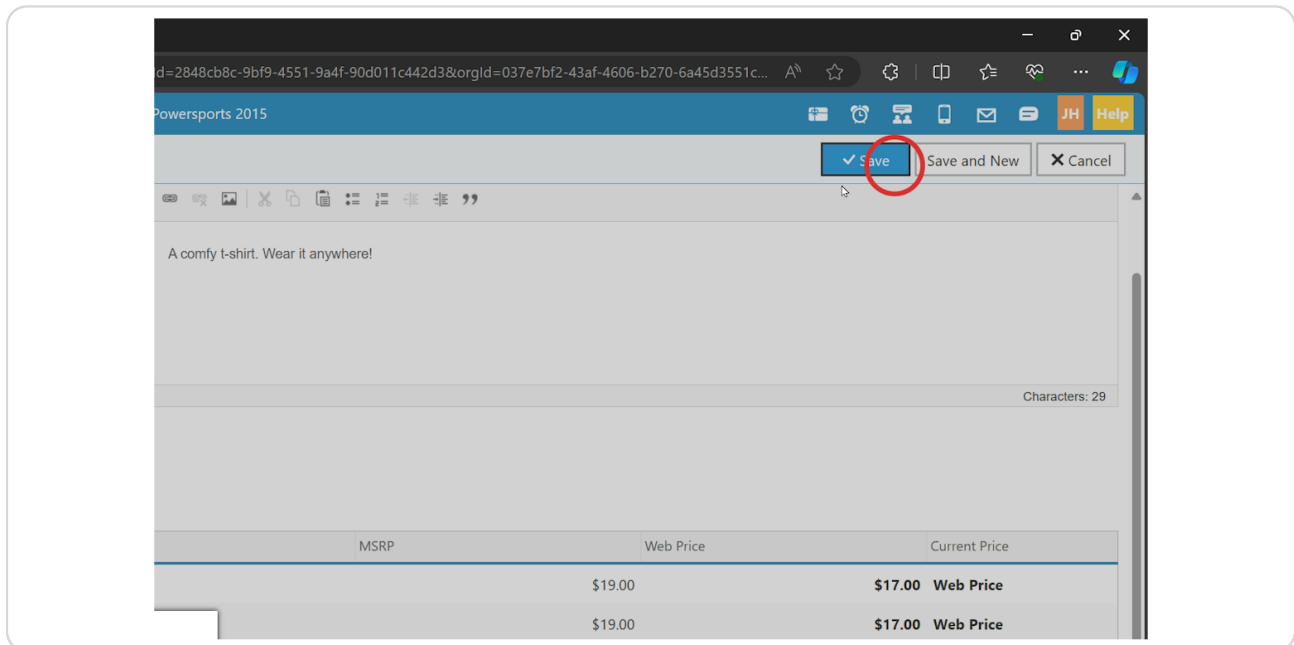 d=2848cb8c-9bf9-4551-9a4f-90d011c442d3&orgId=037e7bf2-43af-4606-b270-6a45d3551c...
Powersports 2015
JH Help
Save Save and New Cancel
A comfy t-shirt. Wear it anywhere!
Characters: 29
MSRP Web Price Current Price
$19.00 $17.00 Web Price
$19.00 $17.00 Web Price